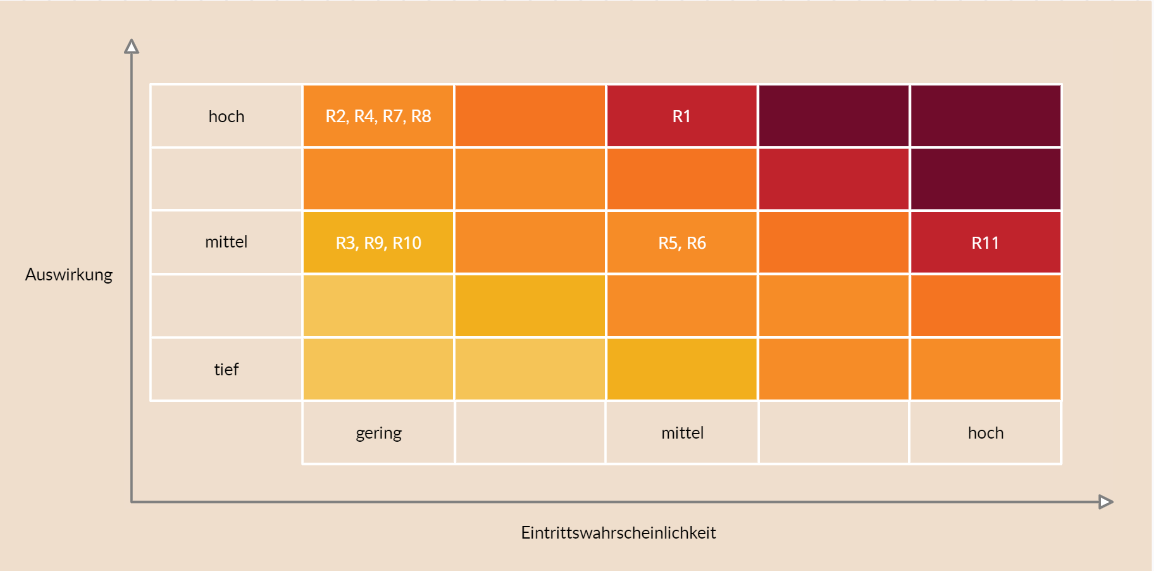 hoch
R2, R4, R7, R8
R1
mittel
R3, R9, R10
R5, R6
R11
Auswirkung
tief
gering
mittel
hoch
Eintrittswahrscheinlichkeit